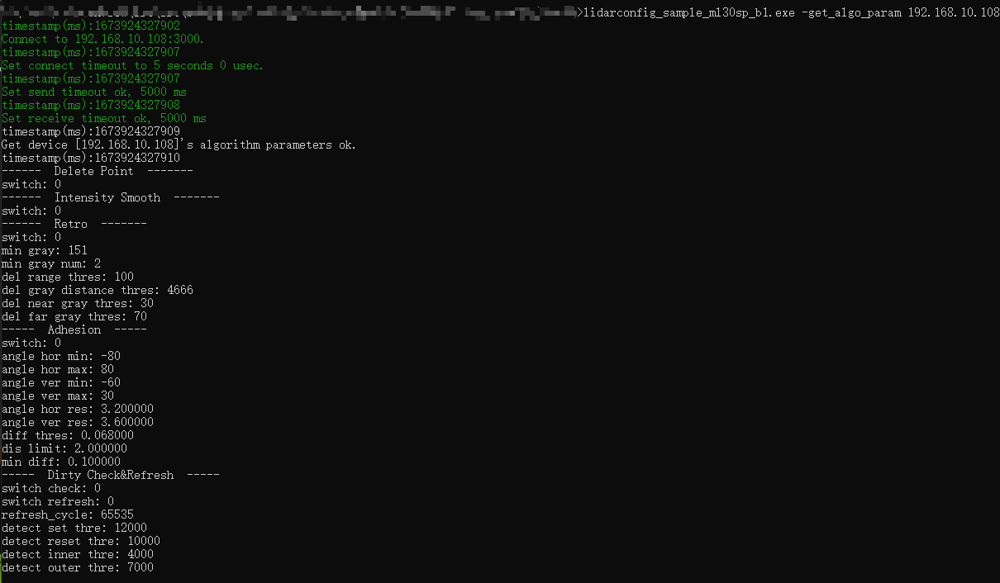 >lidarconfig_sample_ml30sp_b1.exe -get_algo_param 192.168.10.108
timestamp(ms):1673924327902
Connect to 192.168.10.108:3000.
timestamp(ms):1673924327907
Set connect timeout to 5 seconds 0 usec.
timestamp(ms):1673924327907
Set send timeout ok, 5000 ms
timestamp(ms):1673924327908
Set receive timeout ok, 5000 ms
timestamp(ms):1673924327909
Get device [192.168.10.108]'s algorithm parameters ok.
timestamp(ms):1673924327910
------  Delete Point  -------
switch: 0
------  Intensity Smooth  -------
switch: 0
------  Retro  -------
switch: 0
min gray: 151
min gray num: 2
del range thres: 100
del gray distance thres: 4666
del near gray thres: 30
del far gray thres: 70
-----  Adhesion  -----
switch: 0
angle hor min: -80
angle hor max: 80
angle ver min: -60
angle ver max: 30
angle hor res: 3.200000
angle ver res: 3.600000
diff thres: 0.068000
dis limit: 2.000000
min diff: 0.100000
-----  Dirty Check&Refresh  -----
switch check: 0
switch refresh: 0
refresh_cycle: 65535
detect set thre: 12000
detect reset thre: 10000
detect inner thre: 4000
detect outer thre: 7000